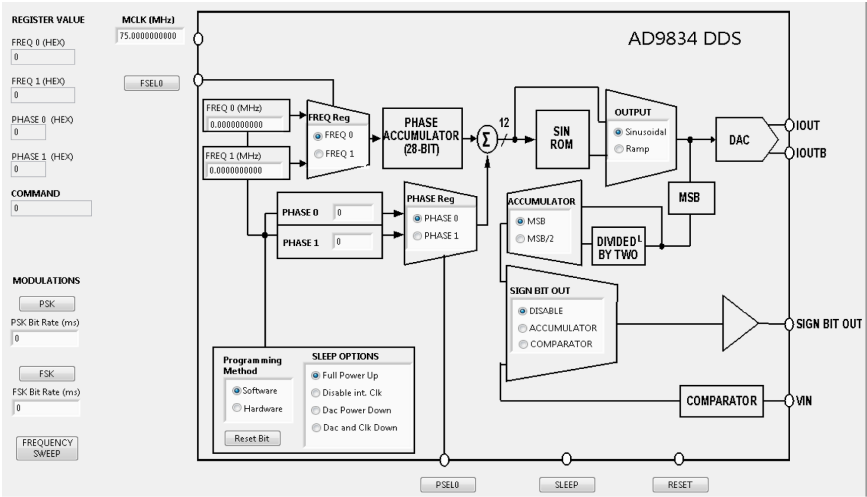 REGISTER VALUE
FREQ 0 (HEX)
0
FREQ 1 (HEX)
0
PHASE 0 (HEX)
0
PHASE 1 (HEX)
0
COMMAND
0
MODULATIONS
PSK
PSK Bit Rate (ms)
0
FSK
FSK Bit Rate (ms)
0
FREQUENCY
SWEEP
MCLK (MHz)
75.0000000000
FSEL0
AD9834 DDS
FREQ 0 (MHz)
0.0000000000
FREQ 1 (MHz)
0.0000000000
FREQ Reg
FREQ 0
FREQ 1
PHASE
ACCUMULATOR
(28-BIT)
Σ
12
SIN
ROM
OUTPUT
Sinusoidal
Ramp
DAC
IOUT
IOUTB
MSB
PHASE 0
0
PHASE 1
0
PHASE Reg
PHASE 0
PHASE 1
ACCUMULATOR
MSB
MSB/2
DIVIDED L
BY TWO
SIGN BIT OUT
DISABLE
ACCUMULATOR
COMPARATOR
SIGN BIT OUT
COMPARATOR
VIN
Programming
Method
Software
Hardware
Reset Bit
SLEEP OPTIONS
Full Power Up
Disable int. Clk
Dac Power Down
Dac and Clk Down
PSEL0
SLEEP
RESET